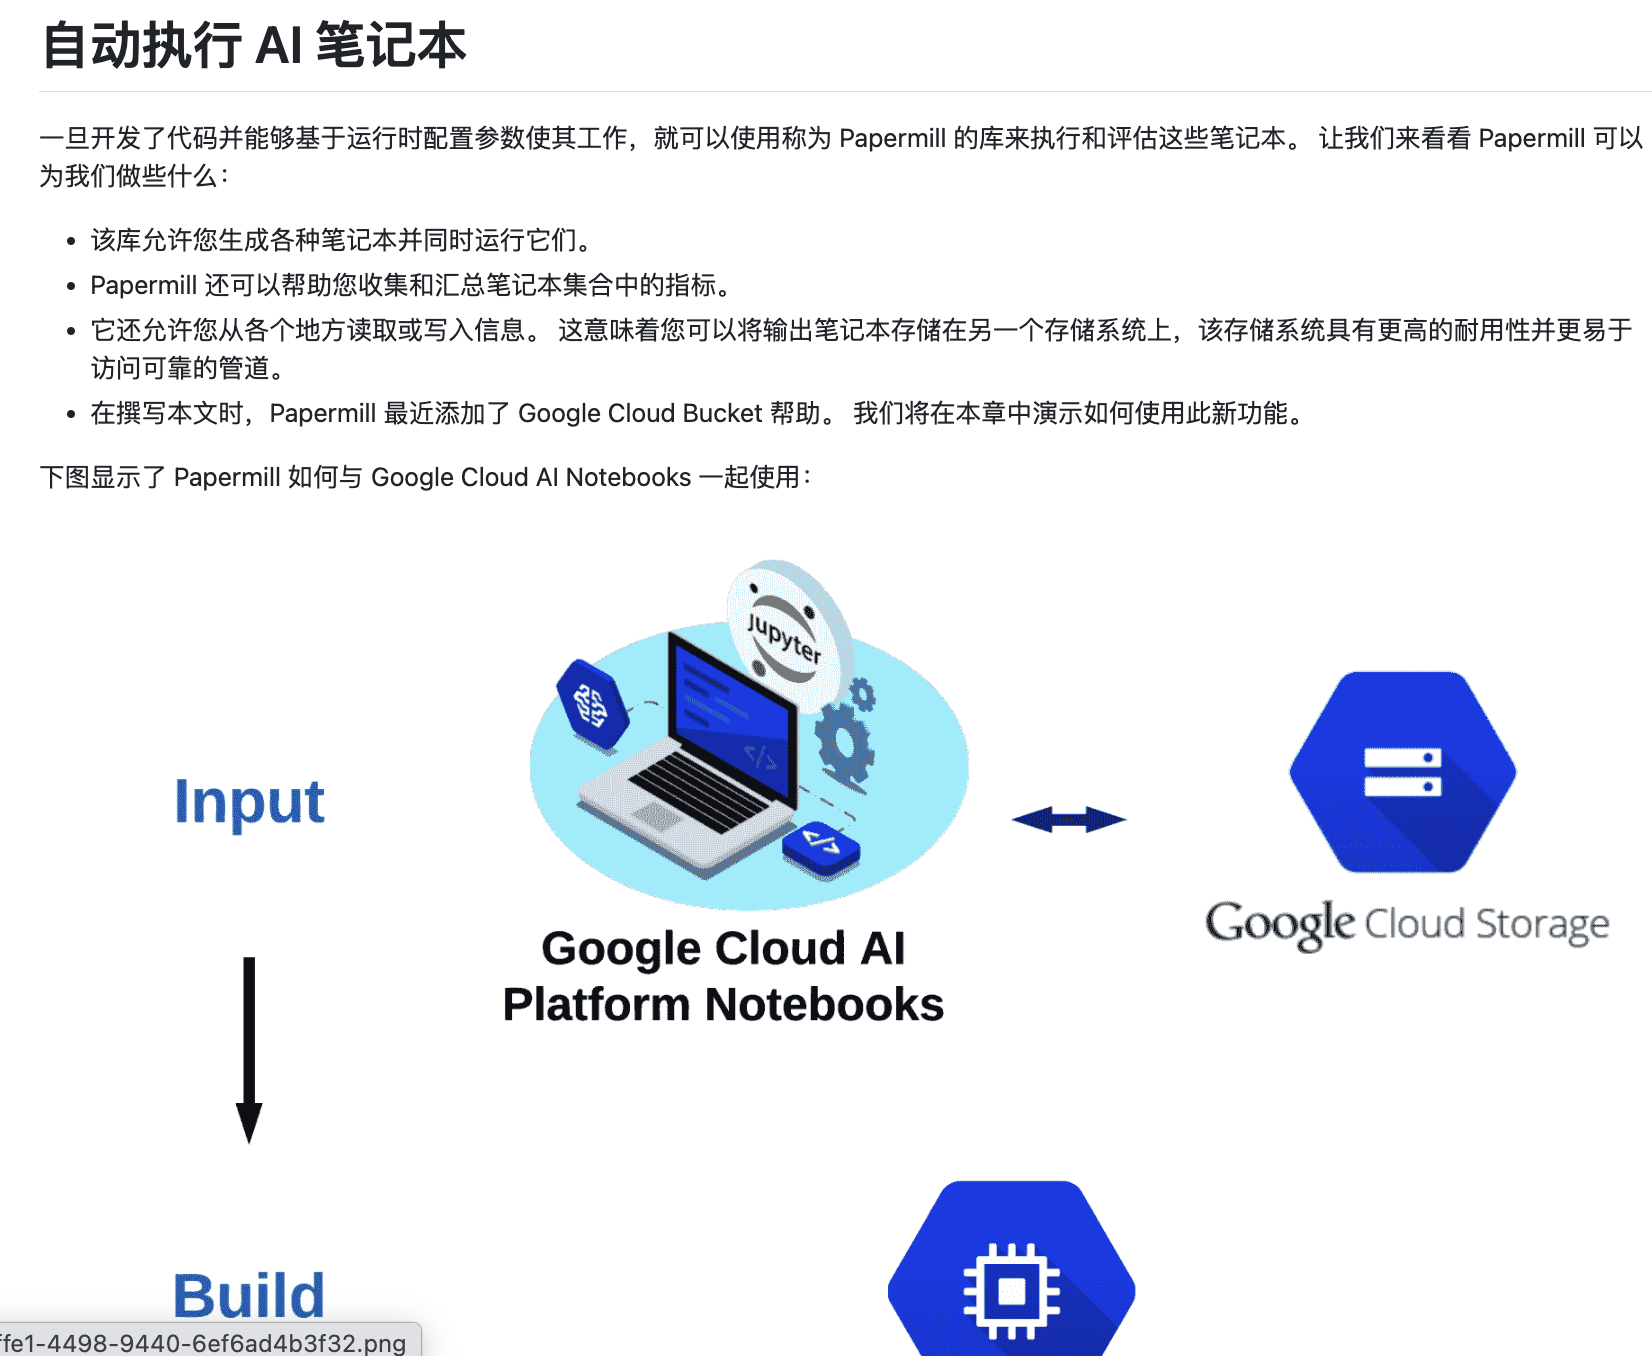 自动执行 AI 笔记本
一旦开发了代码并能够基于运行时配置参数使其工作，就可以使用称为 Papermill 的库来执行和评估这些笔记本。 让我们来看看 Papermill 可以
为我们做些什么：
• 该库允许您生成各种笔记本并同时运行它们。
• Papermill 还可以帮助您收集和汇总笔记本集合中的指标。
• 它还允许您从各个地方读取或写入信息。 这意味着您可以将输出笔记本存储在另一个存储系统上，该存储系统具有更高的耐用性并更易于
访问可靠的管道。
• 在撰写本文时，Papermill 最近添加了 Google Cloud Bucket 帮助。 我们将在本章中演示如何使用此新功能。
下图显示了 Papermill 如何与 Google Cloud AI Notebooks 一起使用：
jupyter
</>
</>
Input
Google Cloud Storage
Google Cloud AI
Platform Notebooks
Build
ffe1-4498-9440-6ef6ad4b3f32.png